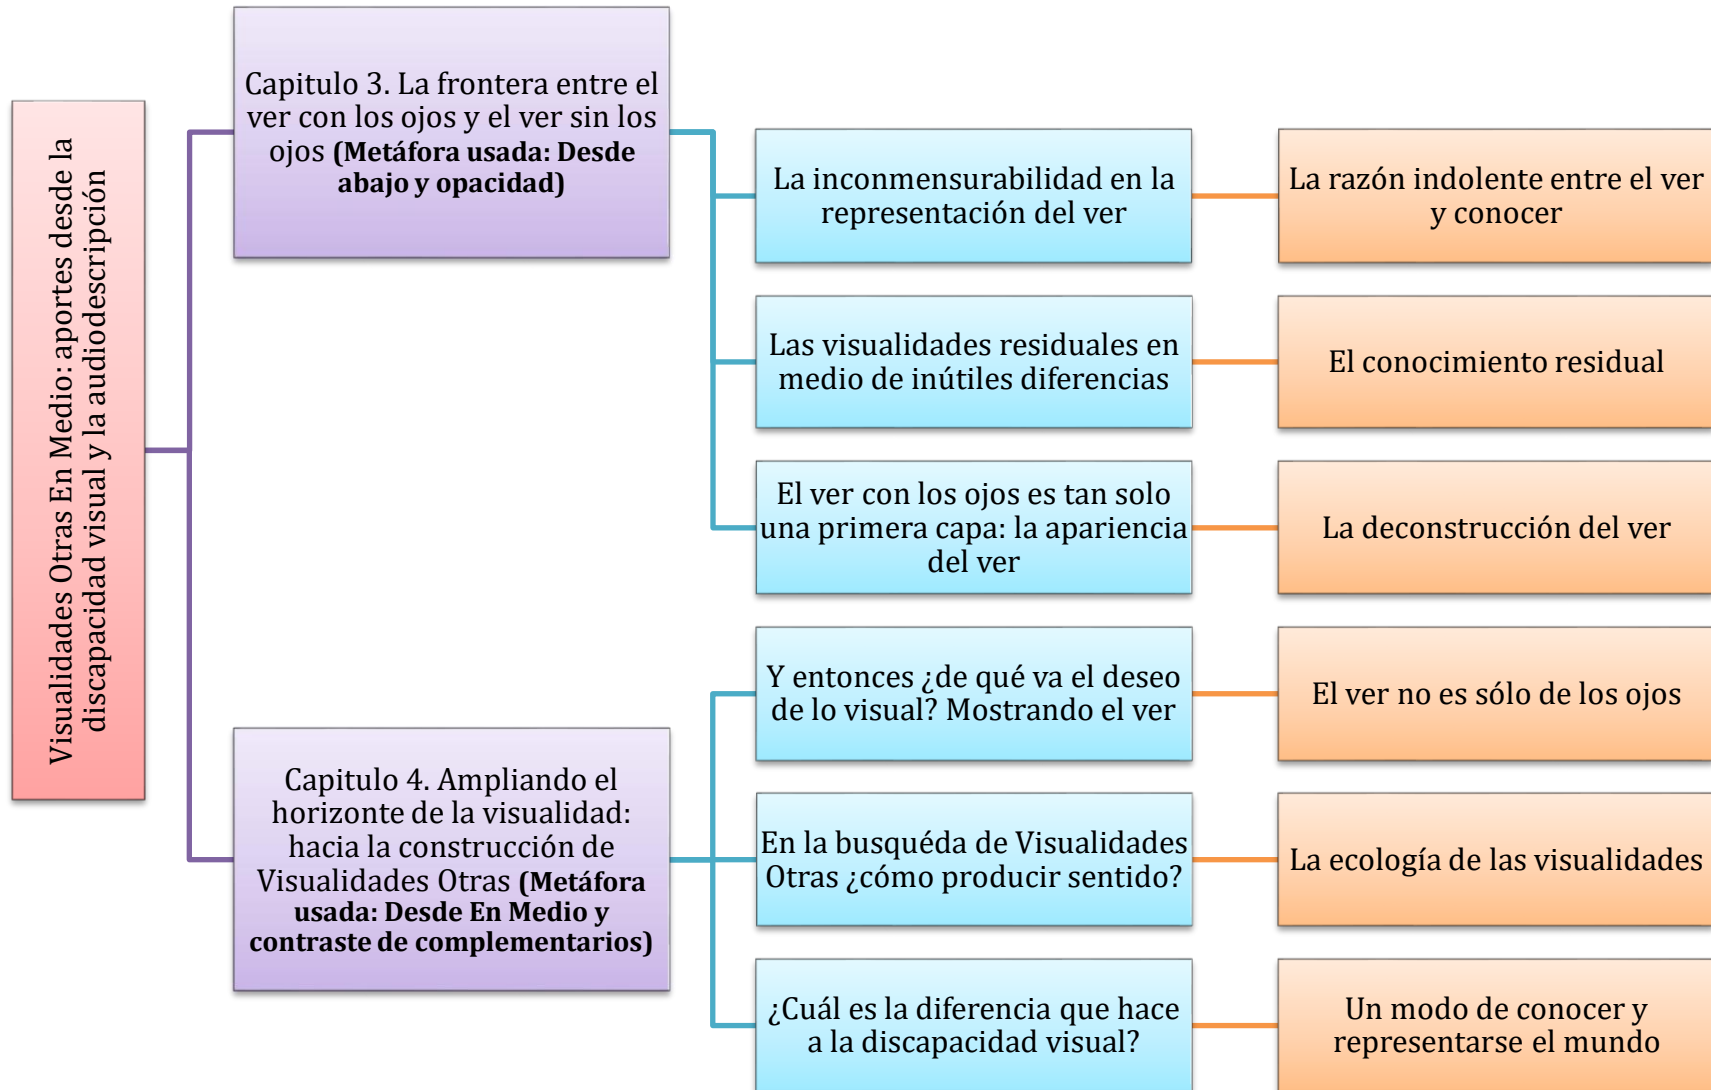 Visualidades Otras En Medio: aportes desde la
discapacidad visual y la audiodescripción
Capitulo 3. La frontera entre el
ver con los ojos y el ver sin los
ojos (Metáfora usada: Desde
abajo y opacidad)
La inconmensurabilidad en la
representación del ver
La razón indolente entre el ver
y conocer
Las visualidades residuales en
medio de inútiles diferencias
El conocimiento residual
El ver con los ojos es tan solo
una primera capa: la apariencia
del ver
La deconstrucción del ver
Capitulo 4. Ampliando el
horizonte de la visualidad:
hacia la construcción de
Visualidades Otras (Metáfora
usada: Desde En Medio y
contraste de complementarios)
Y entonces ¿de qué va el deseo
de lo visual? Mostrando el ver
El ver no es sólo de los ojos
En la busquéda de Visualidades
Otras ¿cómo producir sentido?
La ecología de las visualidades
¿Cuál es la diferencia que hace
a la discapacidad visual?
Un modo de conocer y
representarse el mundo